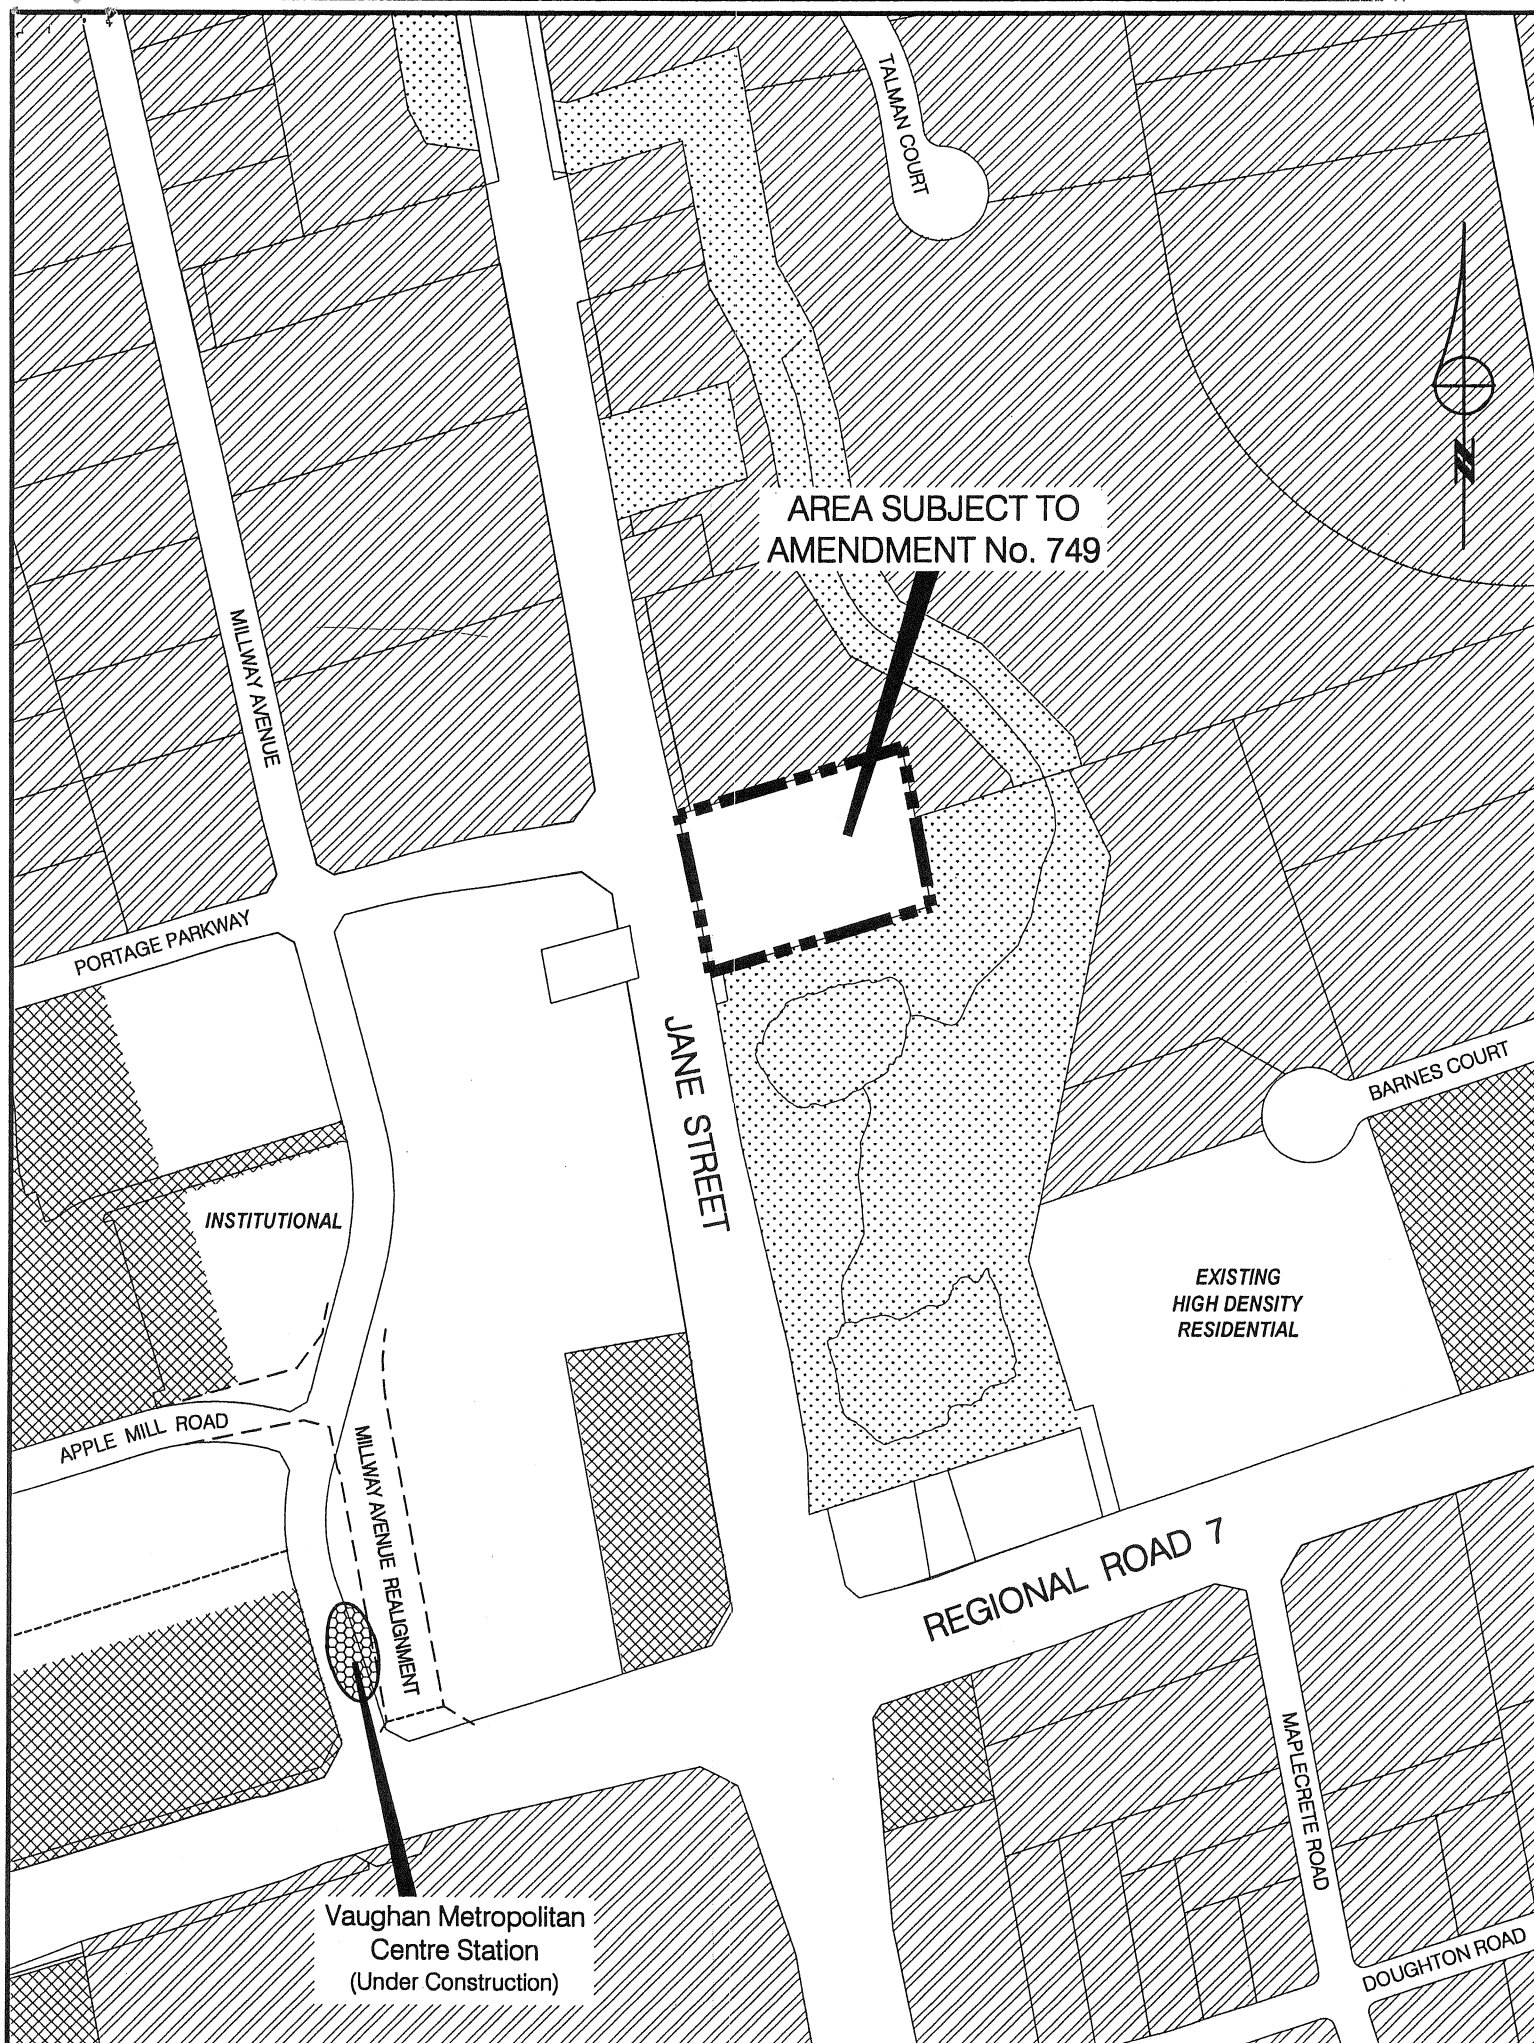 TALMAN COURT
N
AREA SUBJECT TO
AMENDMENT No. 749
MILLWAY AVENUE
PORTAGE PARKWAY
JANE STREET
BARNES COURT
INSTITUTIONAL
EXISTING
HIGH DENSITY
RESIDENTIAL
APPLE MILL ROAD
MILLWAY AVENUE REALIGNMENT
REGIONAL ROAD 7
MAPLECRETE ROAD
Vaughan Metropolitan
Centre Station
(Under Construction)
DOUGHTON ROAD